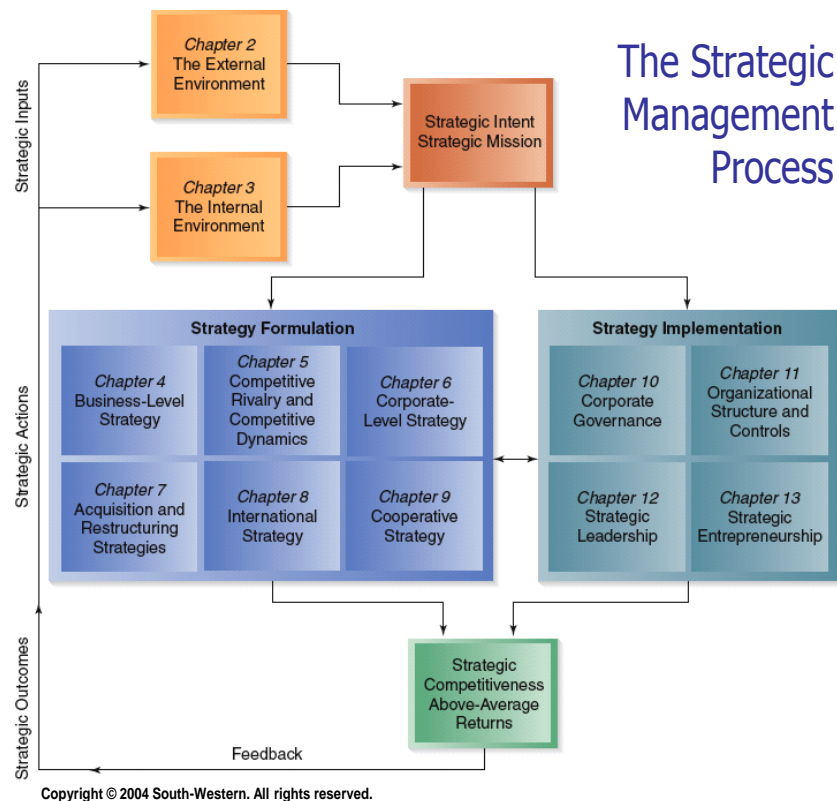 The Strategic
Management
Process
Strategic Inputs
Chapter 2
The External
Environment
Strategic Intent
Strategic Mission
Chapter 3
The Internal
Environment
Strategic Actions
Strategy Formulation
Chapter 4
Business-Level
Strategy
Chapter 5
Competitive
Rivalry and
Competitive
Dynamics
Chapter 6
Corporate-
Level Strategy
Chapter 7
Acquisition and
Restructuring
Strategies
Chapter 8
International
Strategy
Chapter 9
Cooperative
Strategy
Strategy Implementation
Chapter 10
Corporate
Governance
Chapter 11
Organizational
Structure and
Controls
Chapter 12
Strategic
Leadership
Chapter 13
Strategic
Entrepreneurship
Strategic Outcomes
Strategic
Competitiveness
Above-Average
Returns
Feedback
Copyright © 2004 South-Western. All rights reserved.